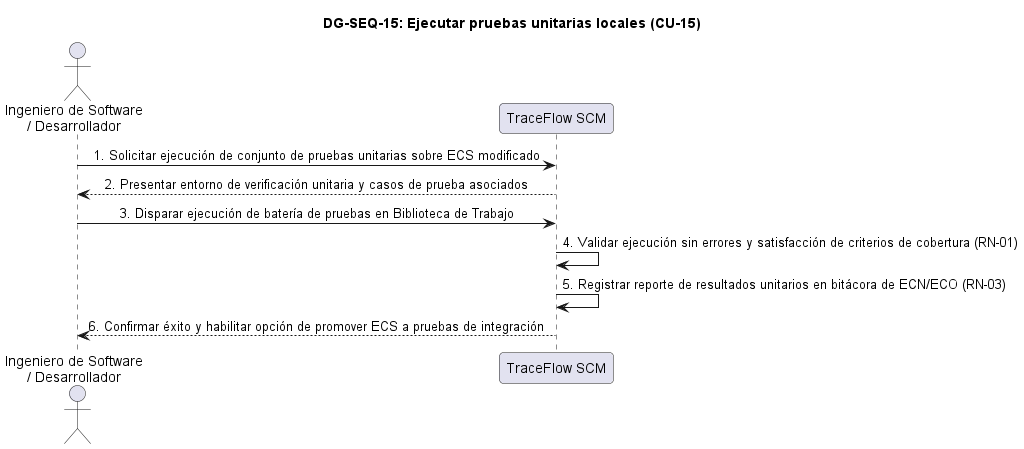 DG-SEQ-15: Ejecutar pruebas unitarias locales (CU-15)
Ingeniero de Software
/ Desarrollador
TraceFlow SCM
1. Solicitar ejecución de conjunto de pruebas unitarias sobre ECS modificado
2. Presentar entorno de verificación unitaria y casos de prueba asociados
3. Disparar ejecución de batería de pruebas en Biblioteca de Trabajo
4. Validar ejecución sin errores y satisfacción de criterios de cobertura (RN-01)
5. Registrar reporte de resultados unitarios en bitácora de ECN/ECO (RN-03)
6. Confirmar éxito y habilitar opción de promover ECS a pruebas de integración
Ingeniero de Software
/ Desarrollador
TraceFlow SCM